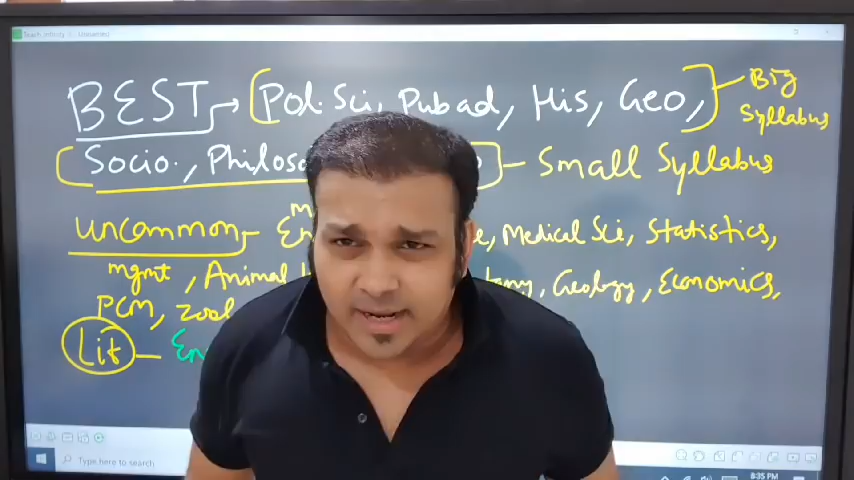 BEST → [Pol. Sci, Pub ad, His, Geo,] - Big Syllabus
[Socio., Philoso ] - Small Syllabus
uncommon - Medical Sci, Statistics,
mgmt, Animal Geology, Economics,
PCM, Zool
Lit -
Type here to search
8:35 PM